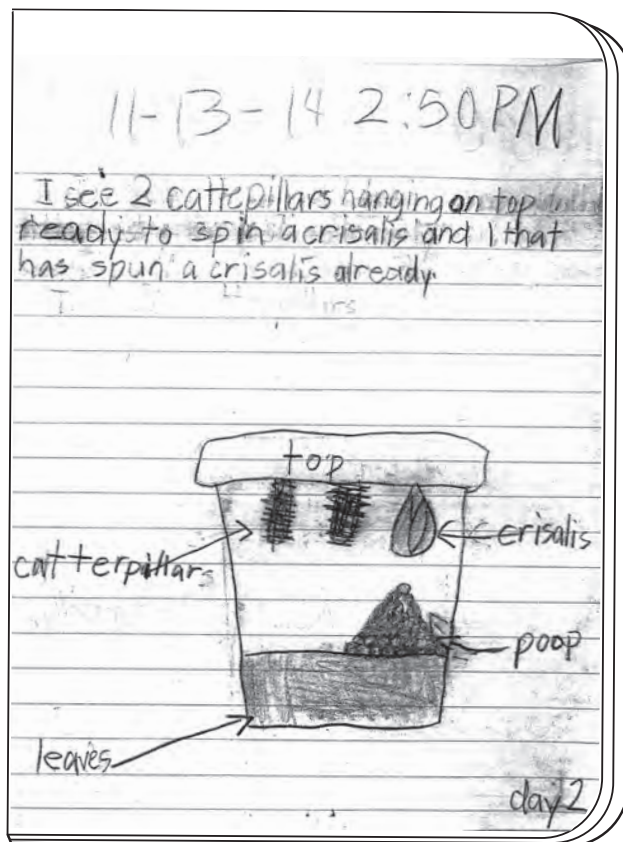 11-13-14 2:50PM
I see 2 cattepillars hanging on top
ready to spin a crisalis and 1 that
has spun a crisalis already.
top
crisalis
catterpillars
poop
leaves
day 2